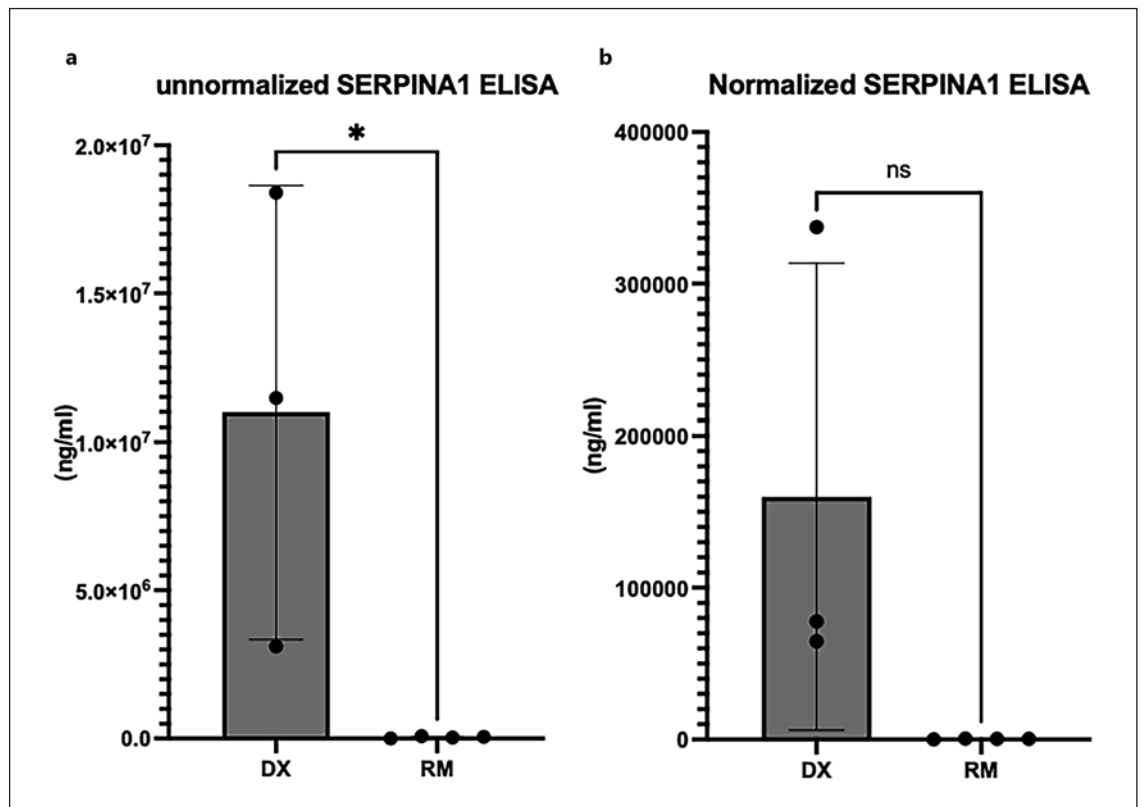 a
unnormalized SERPINA1 ELISA
*
2.0×10⁷
1.5×10⁷
1.0×10⁷
5.0×10⁶
0.0
(ng/ml)
DX RM
b
Normalized SERPINA1 ELISA
ns
400000
300000
200000
100000
0
(ng/ml)
DX RM